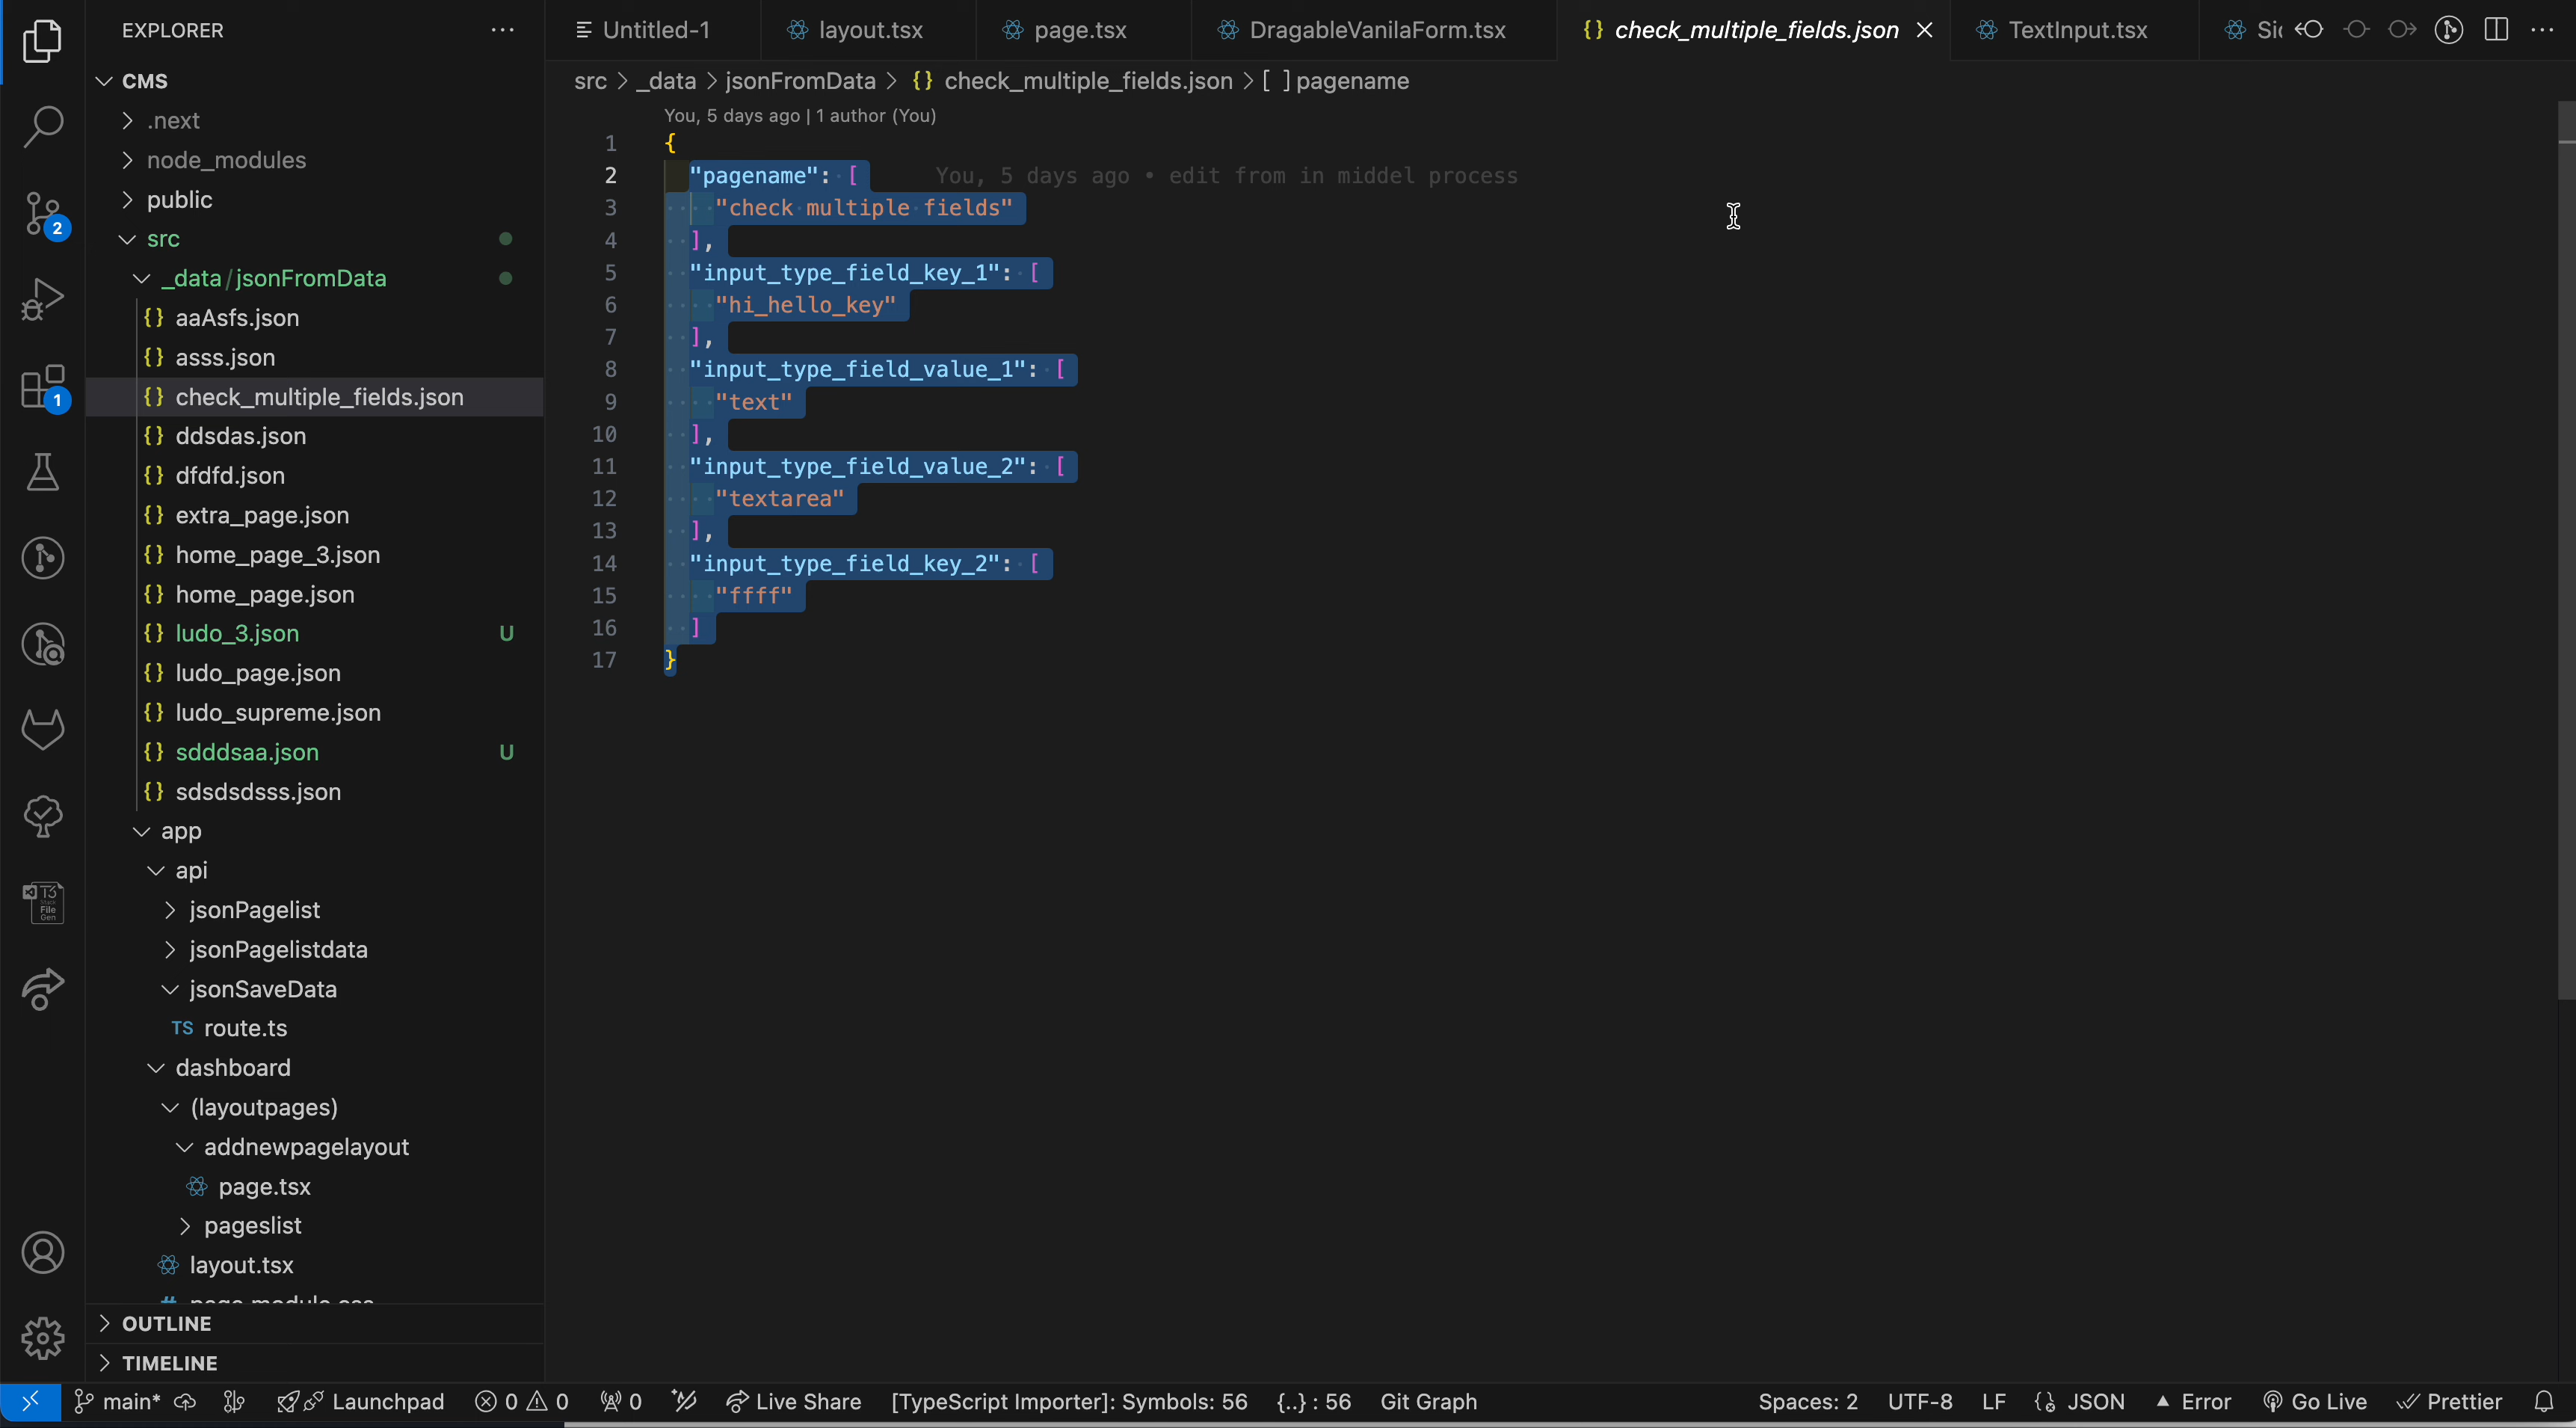 EXPLORER
Untitled-1
layout.tsx
page.tsx
DragableVanilaForm.tsx
{} check_multiple_fields.json
TextInput.tsx
CMS
.next
node_modules
public
src
_data/jsonFromData
{} aaAsfs.json
{} asss.json
{} check_multiple_fields.json
{} ddsdas.json
{} dfdfd.json
{} extra_page.json
{} home_page_3.json
{} home_page.json
{} ludo_3.json U
{} ludo_page.json
{} ludo_supreme.json
{} sdddsaa.json U
{} sdsdsdsss.json
app
api
jsonPagelist
jsonPagelistdata
jsonSaveData
TS route.ts
dashboard
(layoutpages)
addnewpagelayout
page.tsx
pageslist
layout.tsx
OUTLINE
TIMELINE
2
1
T3
Stack
File
Gen
src > _data > jsonFromData > {} check_multiple_fields.json > [ ] pagename
You, 5 days ago | 1 author (You)
1 {
2 "pagename": [ You, 5 days ago • edit from in middel process
3 "check multiple fields"
4 ],
5 "input_type_field_key_1": [
6 "hi_hello_key"
7 ],
8 "input_type_field_value_1": [
9 "text"
10 ],
11 "input_type_field_value_2": [
12 "textarea"
13 ],
14 "input_type_field_key_2": [
15 "ffff"
16 ]
17 }
main* Launchpad 0 0 0 Live Share [TypeScript Importer]: Symbols: 56 {..} : 56 Git Graph Spaces: 2 UTF-8 LF JSON Error Go Live Prettier